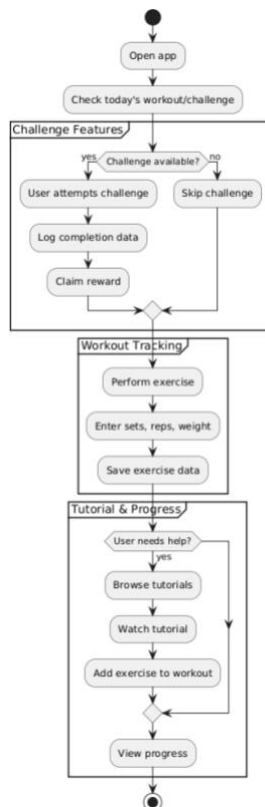 Open app
Check today's workout/challenge
Challenge Features
Challenge available?
yes
no
User attempts challenge
Skip challenge
Log completion data
Claim reward
Workout Tracking
Perform exercise
Enter sets, reps, weight
Save exercise data
Tutorial & Progress
User needs help?
yes
Browse tutorials
Watch tutorial
Add exercise to workout
View progress